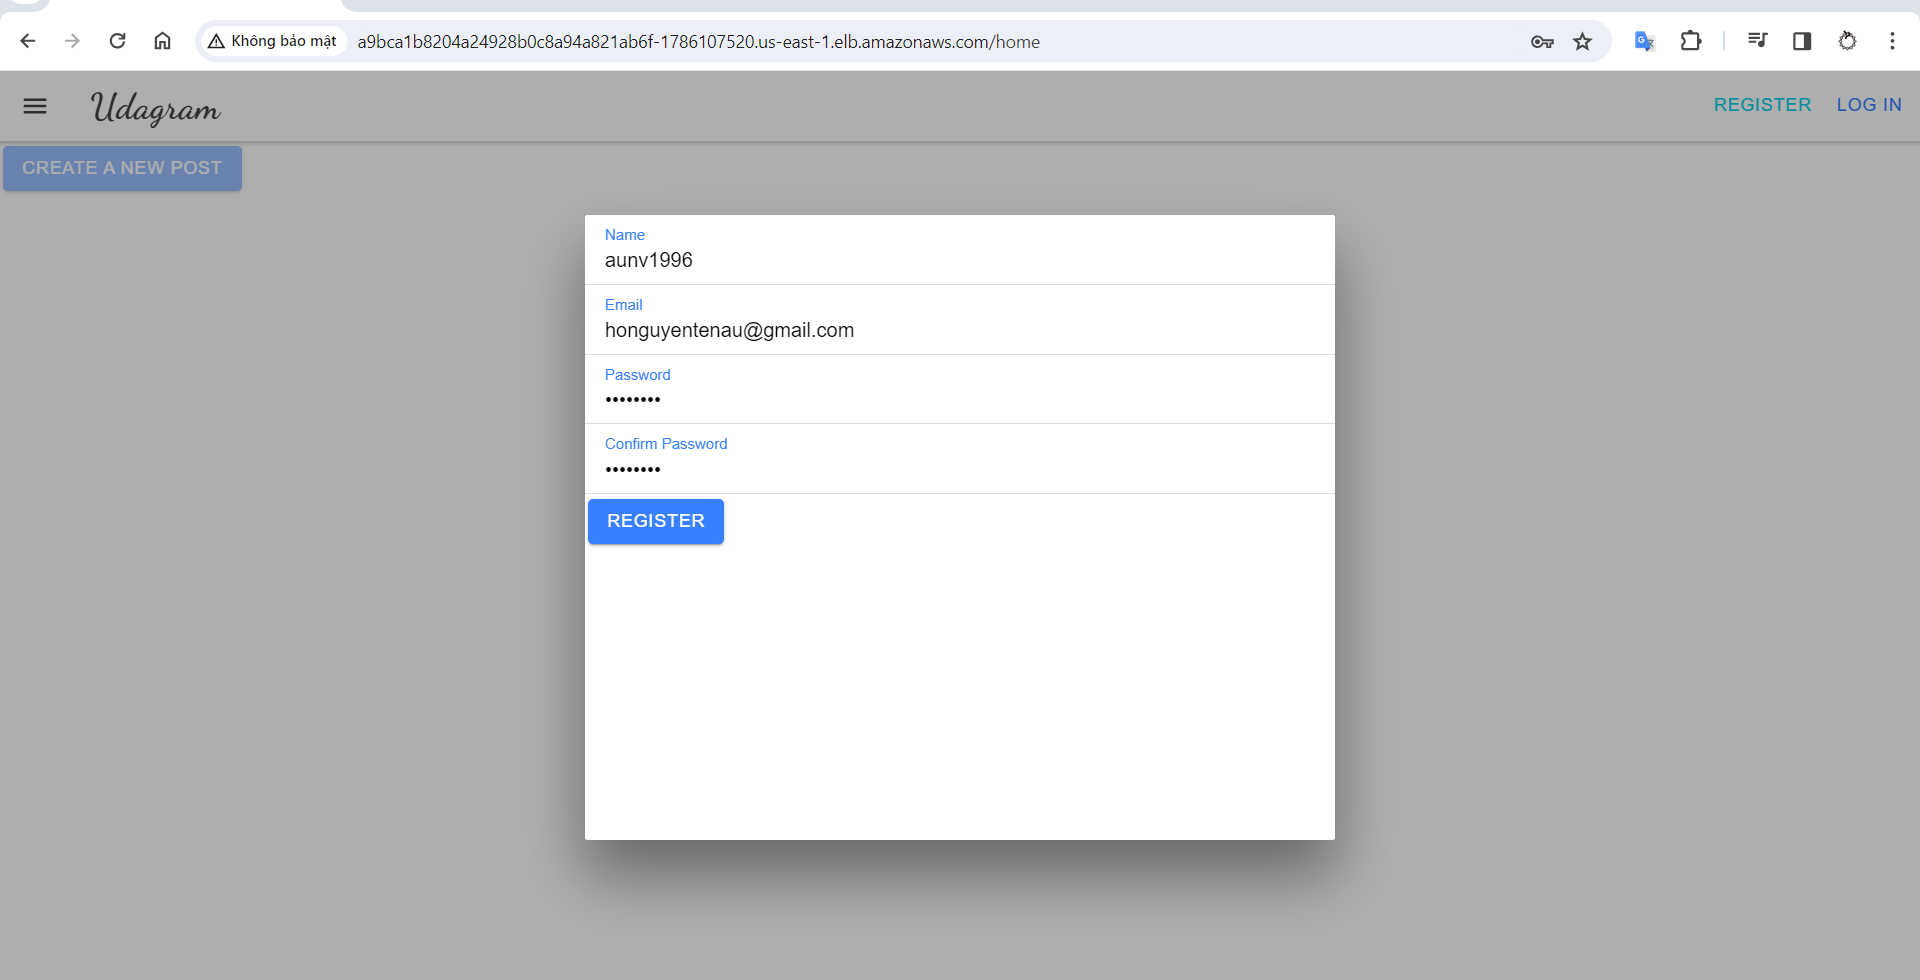 Không bảo mật a9bca1b8204a24928b0c8a94a821ab6f-1786107520.us-east-1.elb.amazonaws.com/home
Udagram REGISTER LOG IN
CREATE A NEW POST
Name
aunv1996
Email
honguyentenau@gmail.com
Password
••••••••
Confirm Password
••••••••
REGISTER